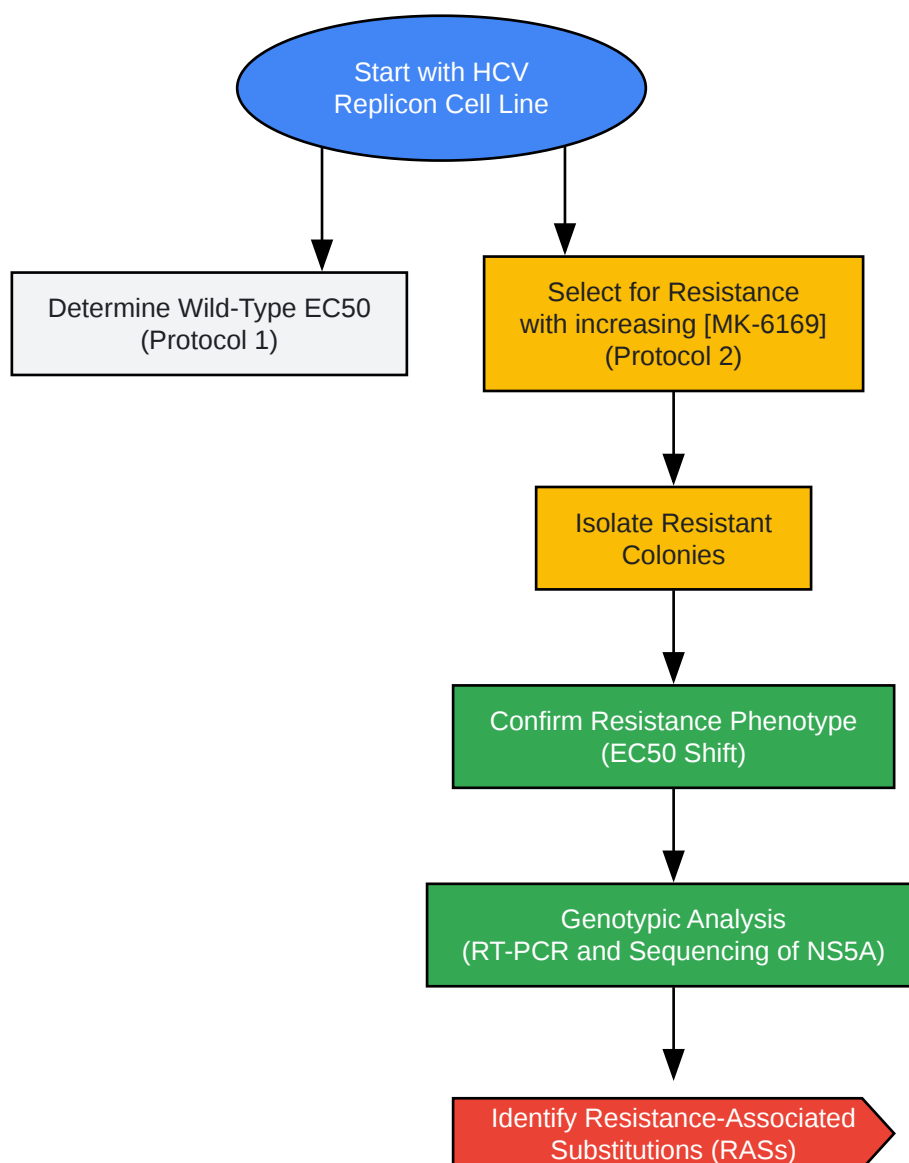 Start with HCV
Replicon Cell Line
Determine Wild-Type EC50
(Protocol 1)
Select for Resistance
with increasing [MK-6169]
(Protocol 2)
Isolate Resistant
Colonies
Confirm Resistance Phenotype
(EC50 Shift)
Genotypic Analysis
(RT-PCR and Sequencing of NS5A)
Identify Resistance-Associated
Substitutions (RASs)